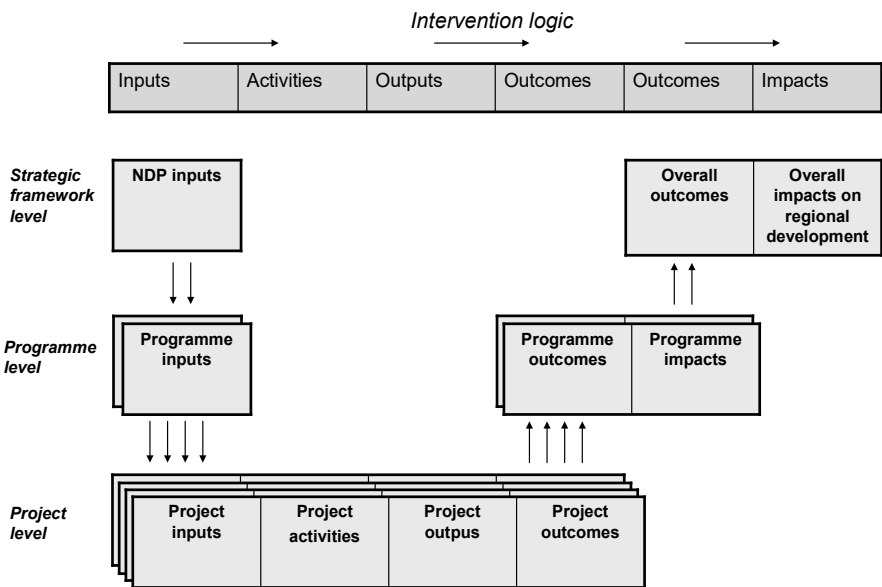 Intervention logic
Inputs Activities Outputs Outcomes Outcomes Impacts
Strategic
framework
level
NDP inputs
Overall
outcomes
Overall
impacts on
regional
development
Programme
level
Programme
inputs
Programme
outcomes
Programme
impacts
Project
level
Project
inputs
Project
activities
Project
outpus
Project
outcomes